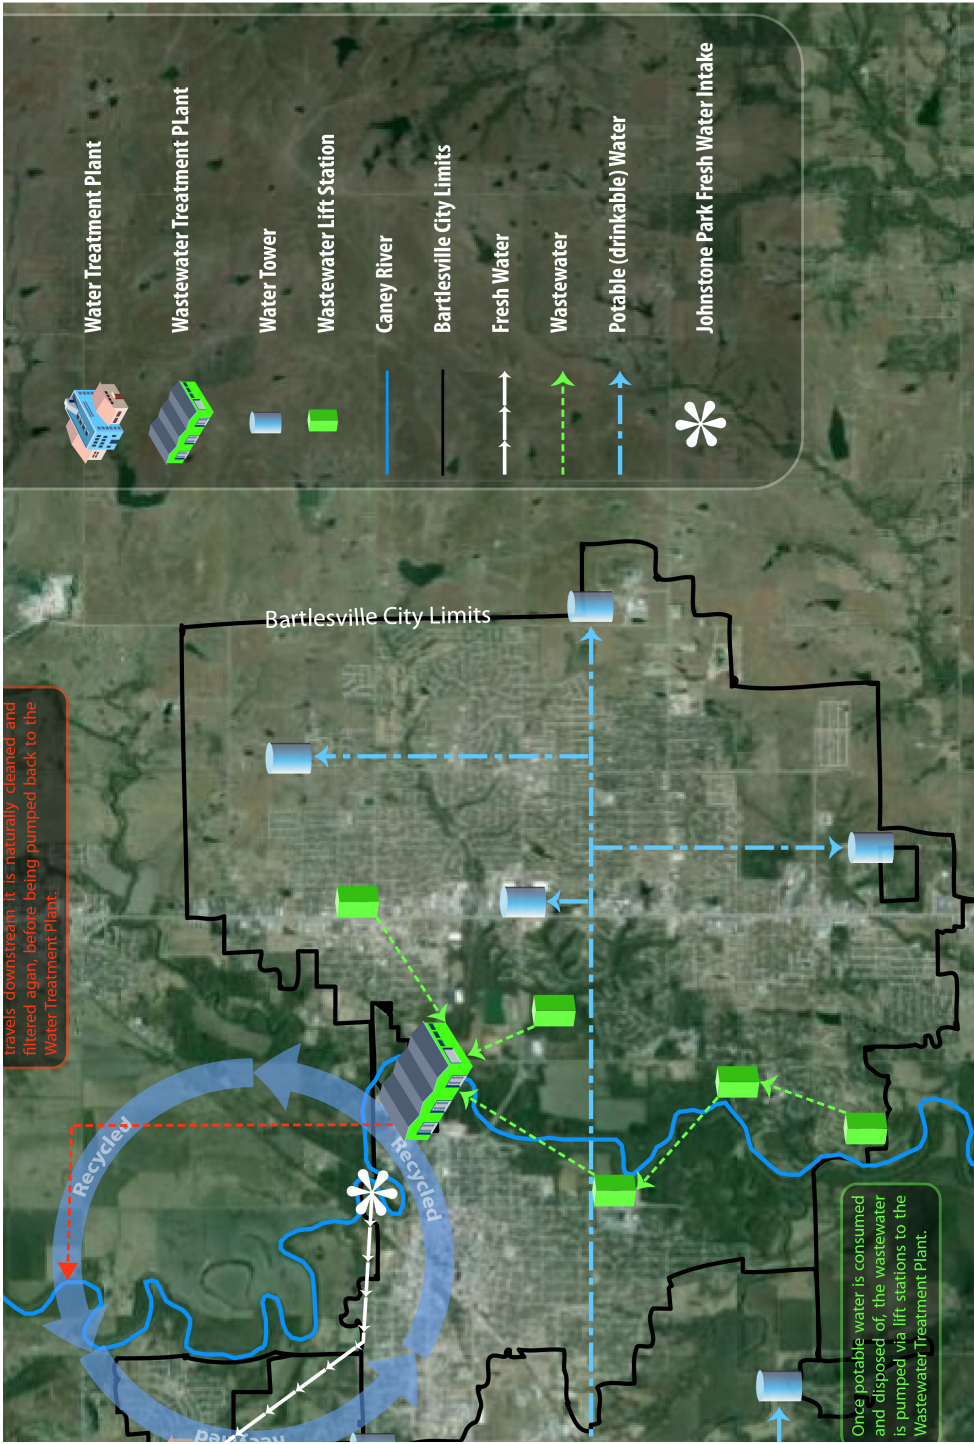 Water Treatment Plant
Wastewater Treatment PLant
Water Tower
Wastewater Lift Station
Caney River
Bartlesville City Limits
Fresh Water
Wastewater
Potable (drinkable) Water
Johnstone Park Fresh Water Intake
Bartlesville City Limits
travels downstream it is naturally cleaned and
filtered agan, before being pumped back to the
Water Treatment Plant..
Recycled
Recycled
Recycled
Once potable water is consumed
and disposed of, the wastewater
is pumped via lift stations to the
Wastewater Treatment Plant.